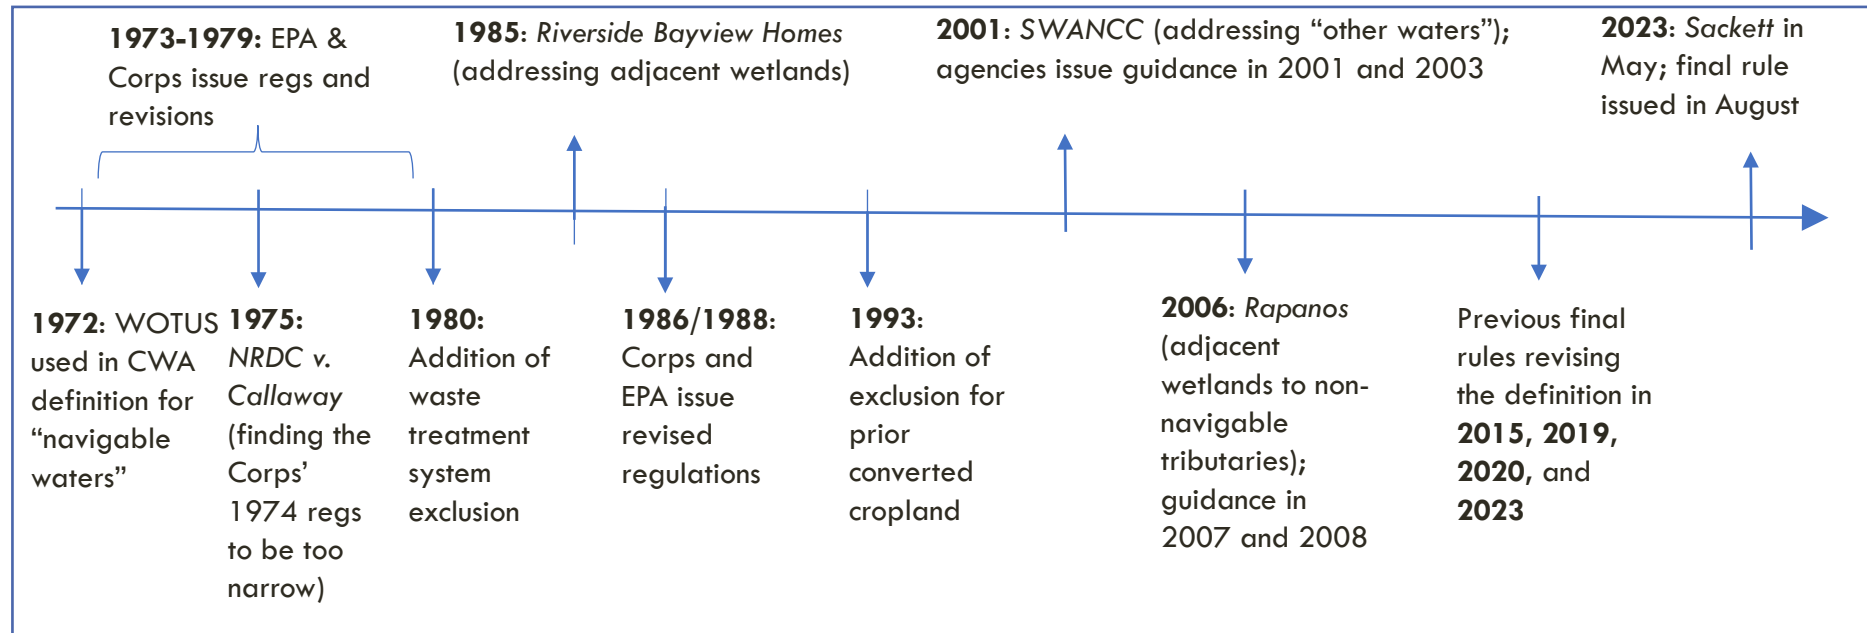 1973-1979: EPA &
Corps issue regs and
revisions
1985: Riverside Bayview Homes
(addressing adjacent wetlands)
2001: SWANCC (addressing “other waters”);
agencies issue guidance in 2001 and 2003
2023: Sackett in
May; final rule
issued in August
1972: WOTUS
used in CWA
definition for
“navigable
waters”
1975:
NRDC v.
Callaway
(finding the
Corps’
1974 regs
to be too
narrow)
1980:
Addition of
waste
treatment
system
exclusion
1986/1988:
Corps and
EPA issue
revised
regulations
1993:
Addition of
exclusion for
prior
converted
cropland
2006: Rapanos
(adjacent
wetlands to non-
navigable
tributaries);
guidance in
2007 and 2008
Previous final
rules revising
the definition in
2015, 2019,
2020, and
2023